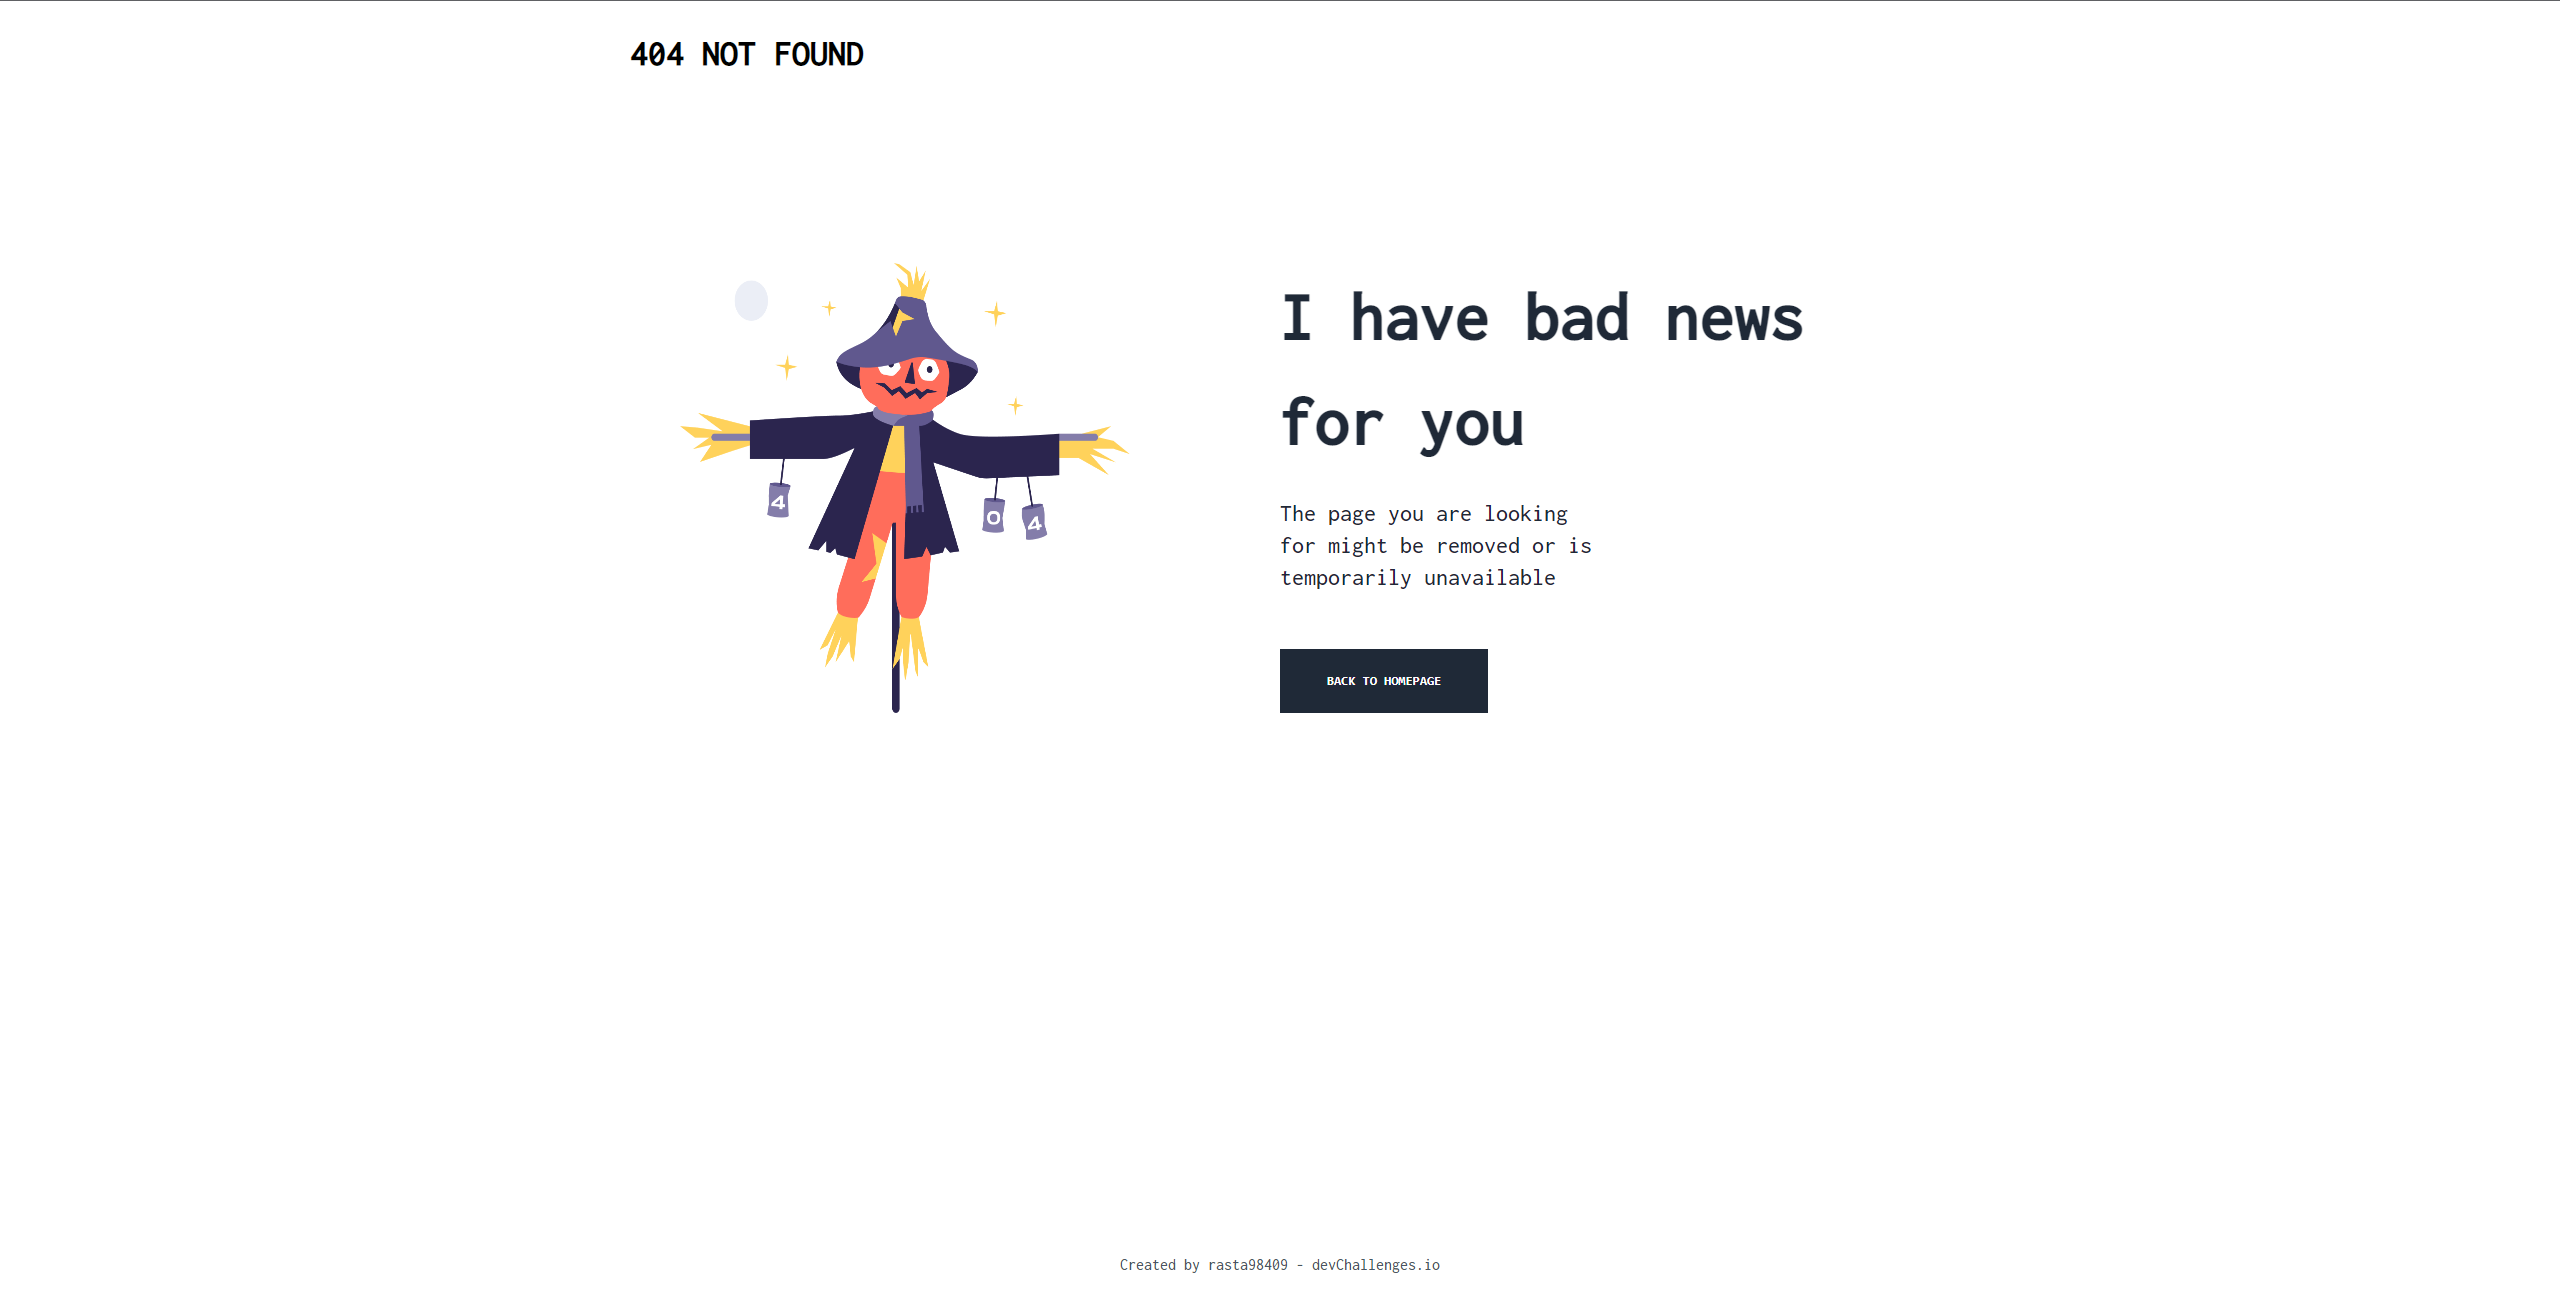 404 NOT FOUND
I have bad news
for you
The page you are looking
for might be removed or is
temporarily unavailable
BACK TO HOMEPAGE
4
0
4
Created by rasta98409 - devChallenges.io